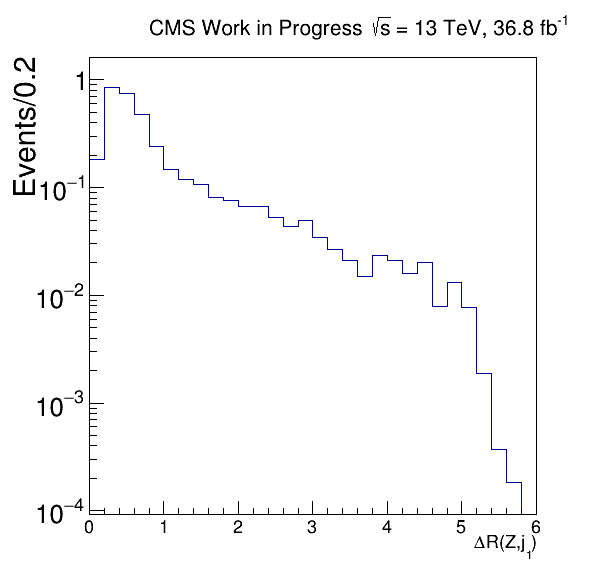 CMS Work in Progress √s = 13 TeV, 36.8 fb⁻¹
Events/0.2
1
10⁻¹
10⁻²
10⁻³
10⁻⁴
0 1 2 3 4 5 6
ΔR(Z,j₁)